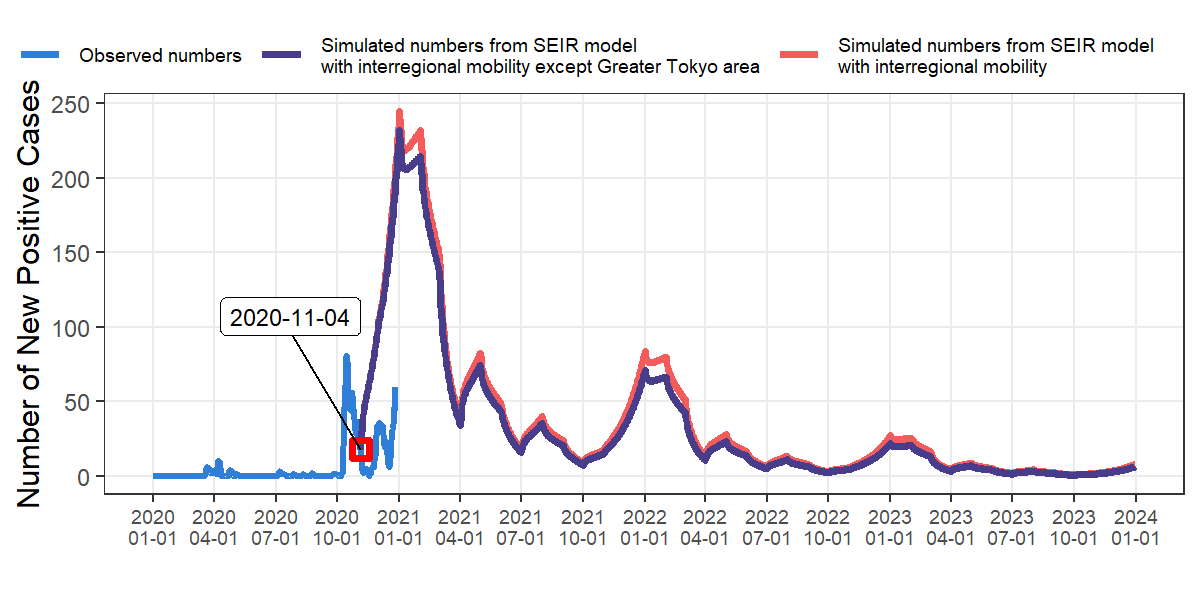 Observed numbers
Simulated numbers from SEIR model
with interregional mobility except Greater Tokyo area
Simulated numbers from SEIR model
with interregional mobility
Number of New Positive Cases
250
200
150
100
50
0
2020-11-04
2020 2020 2020 2020 2021 2021 2021 2021 2022 2022 2022 2022 2023 2023 2023 2023 2024
01-01 04-01 07-01 10-01 01-01 04-01 07-01 10-01 01-01 04-01 07-01 10-01 01-01 04-01 07-01 10-01 01-01